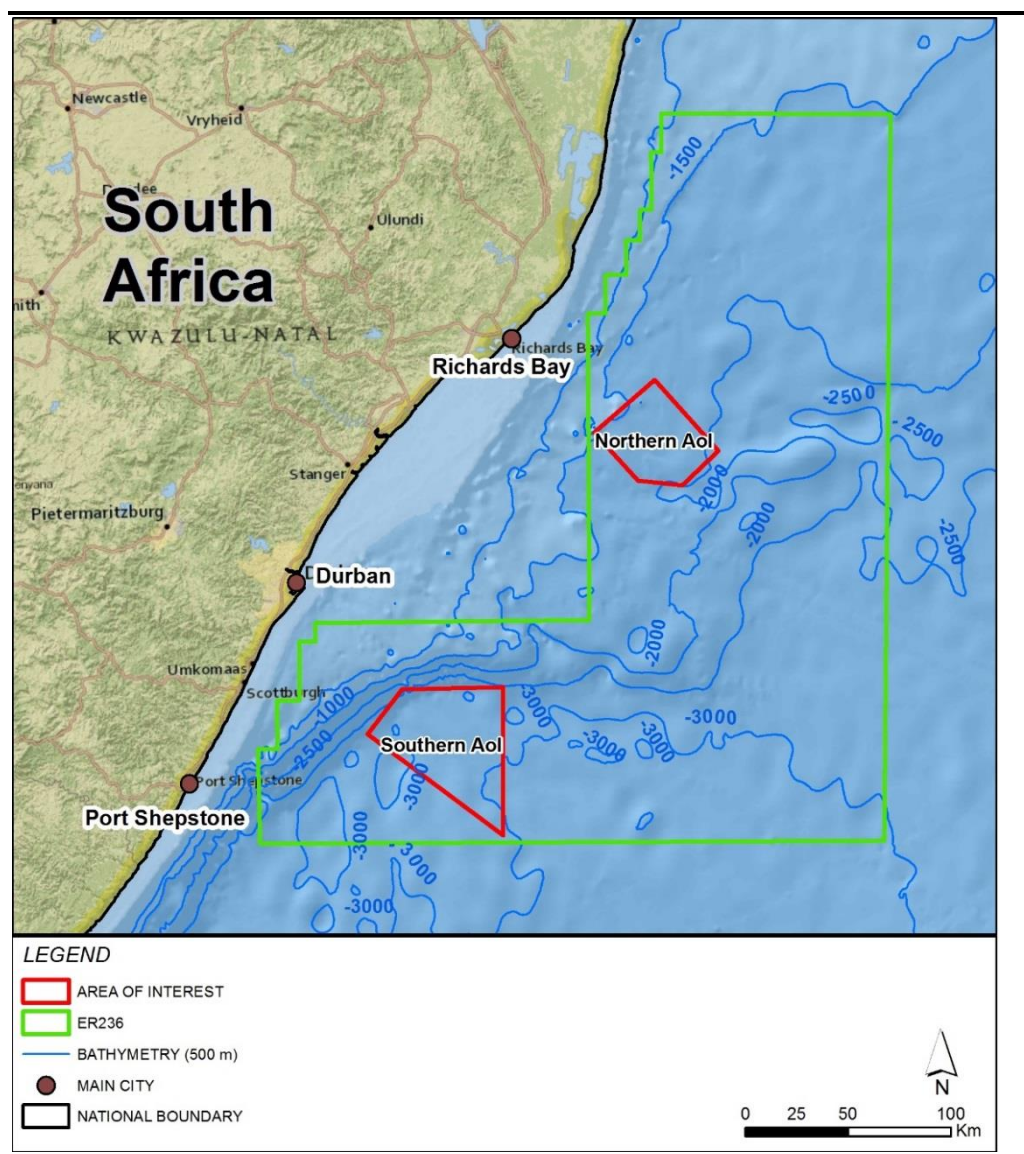 Newcastle
Vryheid
-1500
South
Africa
Ulundi
KWAZULU-NATAL
Richards Bay
Richards Bay
-2500
-2500
Northern AoI
Stanger
-2000
Pietermaritzburg
-2000
-2500
Durban
-2000
Umkomaas
Scottburgh
-1000
-3000
-3000
Southern AoI
-3000
-3000
-2500
Port Shepstone
-3000
Port Shepstone
-3000
-3000
-3000
LEGEND
AREA OF INTEREST
ER236
BATHYMETRY (500 m)
MAIN CITY
NATIONAL BOUNDARY
N
0 25 50 100
Km